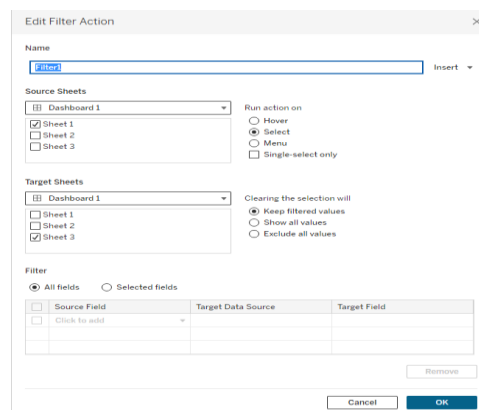 Edit Filter Action
Name
Filter1
Insert
Source Sheets
Dashboard 1
Sheet 1
Sheet 2
Sheet 3
Run action on
Hover
Select
Menu
Single-select only
Target Sheets
Dashboard 1
Sheet 1
Sheet 2
Sheet 3
Clearing the selection will
Keep filtered values
Show all values
Exclude all values
Filter
All fields Selected fields
Source Field Target Data Source Target Field
Click to add
Remove
Cancel OK